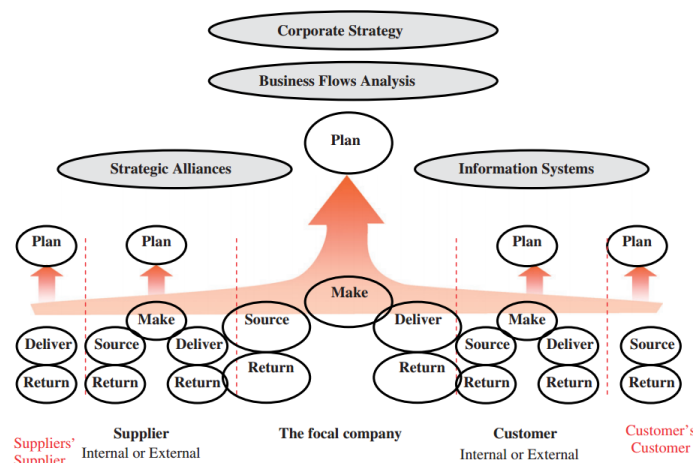 Corporate Strategy
Business Flows Analysis
Plan
Strategic Alliances
Information Systems
Plan
Plan
Plan
Plan
Make
Make
Source
Deliver
Make
Deliver
Source
Deliver
Source
Deliver
Source
Return
Return
Return
Return
Return
Return
Return
Return
Suppliers'
Supplier
Supplier
Internal or External
The focal company
Customer
Internal or External
Customer's
Customer